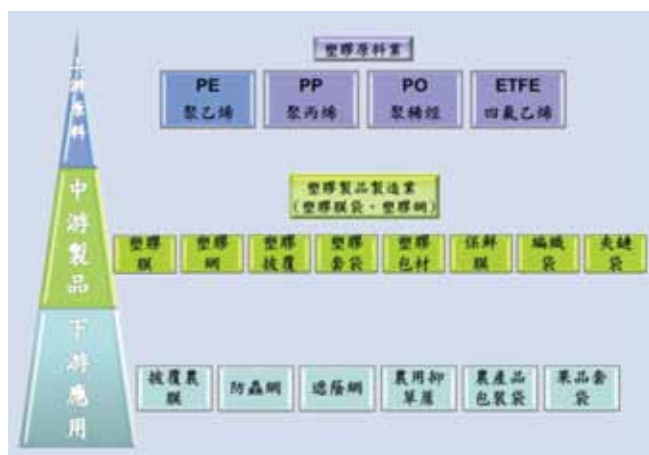 上游原料
塑膠原料業
PE
聚乙烯
PP
聚丙烯
PO
聚稀烴
ETFE
四氟乙烯
中游製品
塑膠製品製造業
(塑膠膜袋、塑膠網)
塑膠
膜
塑膠
網
塑膠
披覆
塑膠
套袋
塑膠
包材
保鮮
膜
編織
袋
夾鏈
袋
下游應用
披覆農
膜
防蟲網
遮蔭網
農用抑
草蓆
農產品
包裝袋
果品套
袋